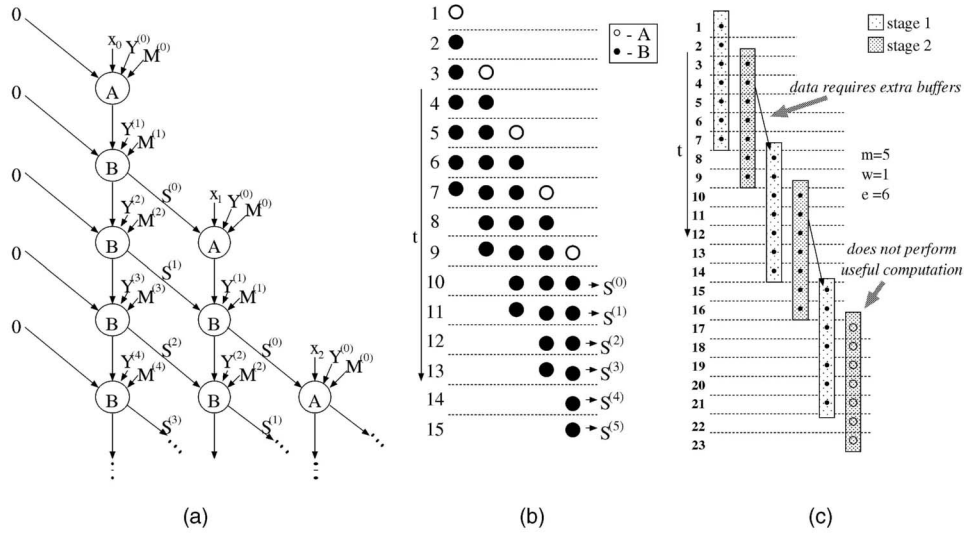 0
x₀ Y⁽⁰⁾ M⁽⁰⁾
A
0
Y⁽¹⁾
M⁽¹⁾
B
S⁽⁰⁾
0
Y⁽²⁾
M⁽²⁾
x₁ Y⁽⁰⁾ M⁽⁰⁾
B
A
S⁽¹⁾
0
Y⁽³⁾
M⁽³⁾
Y⁽¹⁾
M⁽¹⁾
B
B
S⁽²⁾
S⁽⁰⁾
0
Y⁽⁴⁾
M⁽⁴⁾
Y⁽²⁾
M⁽²⁾
x₂ Y⁽⁰⁾ M⁽⁰⁾
B
B
A
S⁽³⁾
S⁽¹⁾
(a)
- A
- B
t
1
2
3
4
5
6
7
8
9
10 S⁽⁰⁾
11 S⁽¹⁾
12 S⁽²⁾
13 S⁽³⁾
14 S⁽⁴⁾
15 S⁽⁵⁾
(b)
stage 1
stage 2
data requires extra buffers
m=5
w=1
e =6
does not perform
useful computation
t
1
2
3
4
5
6
7
8
9
10
11
12
13
14
15
16
17
18
19
20
21
22
23
(c)